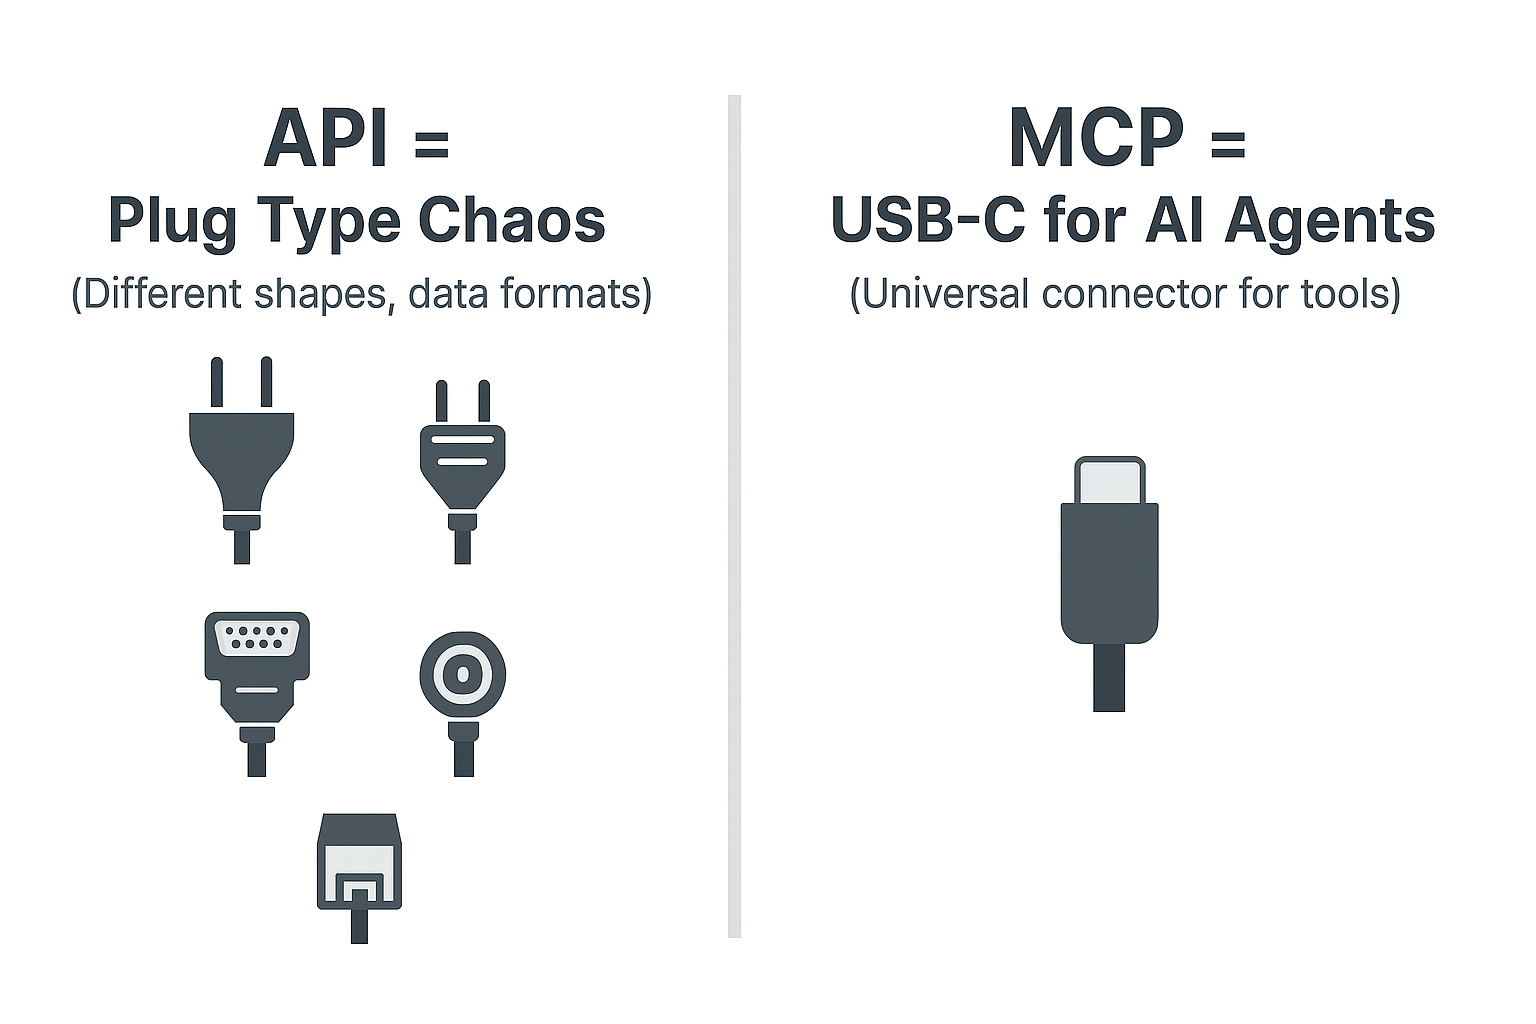 API =
Plug Type Chaos
(Different shapes, data formats)
MCP =
USB-C for AI Agents
(Universal connector for tools)